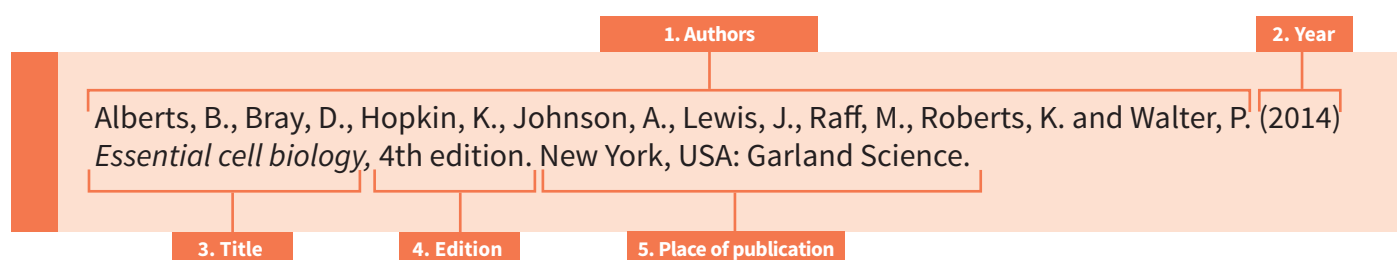 1. Authors
2. Year
Alberts, B., Bray, D., Hopkin, K., Johnson, A., Lewis, J., Raff, M., Roberts, K. and Walter, P. (2014)
Essential cell biology, 4th edition. New York, USA: Garland Science.
3. Title
4. Edition
5. Place of publication